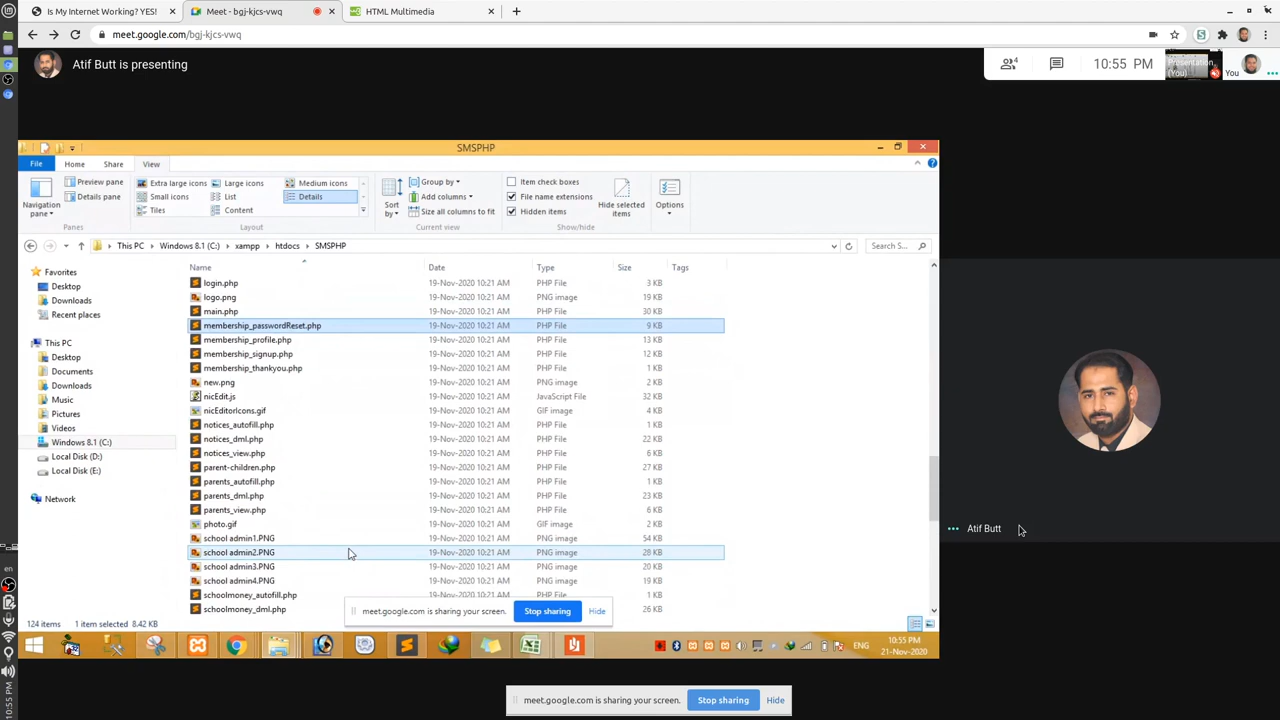 Is My Internet Working? YES!
Meet - bgj-kjcs-vwq
HTML Multimedia
meet.google.com/bgj-kjcs-vwq
Atif Butt is presenting
4
10:55 PM
Presentation (You)
You
SMSPHP
File Home Share View
Navigation pane
Preview pane
Details pane
Panes
Extra large icons Large icons Medium icons
Small icons List Details
Tiles Content
Layout
Sort by
Group by
Add columns
Size all columns to fit
Current view
Item check boxes
File name extensions
Hidden items
Hide selected items
Show/hide
Options
This PC Windows 8.1 (C:) xampp htdocs SMSPHP
Search S...
Favorites
Desktop
Downloads
Recent places
This PC
Desktop
Documents
Downloads
Music
Pictures
Videos
Windows 8.1 (C:)
Local Disk (D:)
Local Disk (E:)
Network
Name Date Type Size Tags
login.php 19-Nov-2020 10:21 AM PHP File 3 KB
logo.png 19-Nov-2020 10:21 AM PNG image 19 KB
main.php 19-Nov-2020 10:21 AM PHP File 30 KB
membership_passwordReset.php 19-Nov-2020 10:21 AM PHP File 9 KB
membership_profile.php 19-Nov-2020 10:21 AM PHP File 13 KB
membership_signup.php 19-Nov-2020 10:21 AM PHP File 12 KB
membership_thankyou.php 19-Nov-2020 10:21 AM PHP File 1 KB
new.png 19-Nov-2020 10:21 AM PNG image 2 KB
nicEdit.js 19-Nov-2020 10:21 AM JavaScript File 32 KB
nicEditorIcons.gif 19-Nov-2020 10:21 AM GIF image 4 KB
notices_autofill.php 19-Nov-2020 10:21 AM PHP File 1 KB
notices_dml.php 19-Nov-2020 10:21 AM PHP File 22 KB
notices_view.php 19-Nov-2020 10:21 AM PHP File 6 KB
parent-children.php 19-Nov-2020 10:21 AM PHP File 27 KB
parents_autofill.php 19-Nov-2020 10:21 AM PHP File 1 KB
parents_dml.php 19-Nov-2020 10:21 AM PHP File 23 KB
parents_view.php 19-Nov-2020 10:21 AM PHP File 6 KB
photo.gif 19-Nov-2020 10:21 AM GIF image 2 KB
school admin1.PNG 19-Nov-2020 10:21 AM PNG image 54 KB
school admin2.PNG 19-Nov-2020 10:21 AM PNG image 28 KB
school admin3.PNG 19-Nov-2020 10:21 AM PNG image 20 KB
school admin4.PNG 19-Nov-2020 10:21 AM PNG image 19 KB
schoolmoney_autofill.php 19-Nov-2020 10:21 AM PHP File 1 KB
schoolmoney_dml.php 26 KB
meet.google.com is sharing your screen. Stop sharing Hide
124 items 1 item selected 8.42 KB
ENG
10:55 PM
21-Nov-2020
Atif Butt
en
10:55 PM
meet.google.com is sharing your screen. Stop sharing Hide